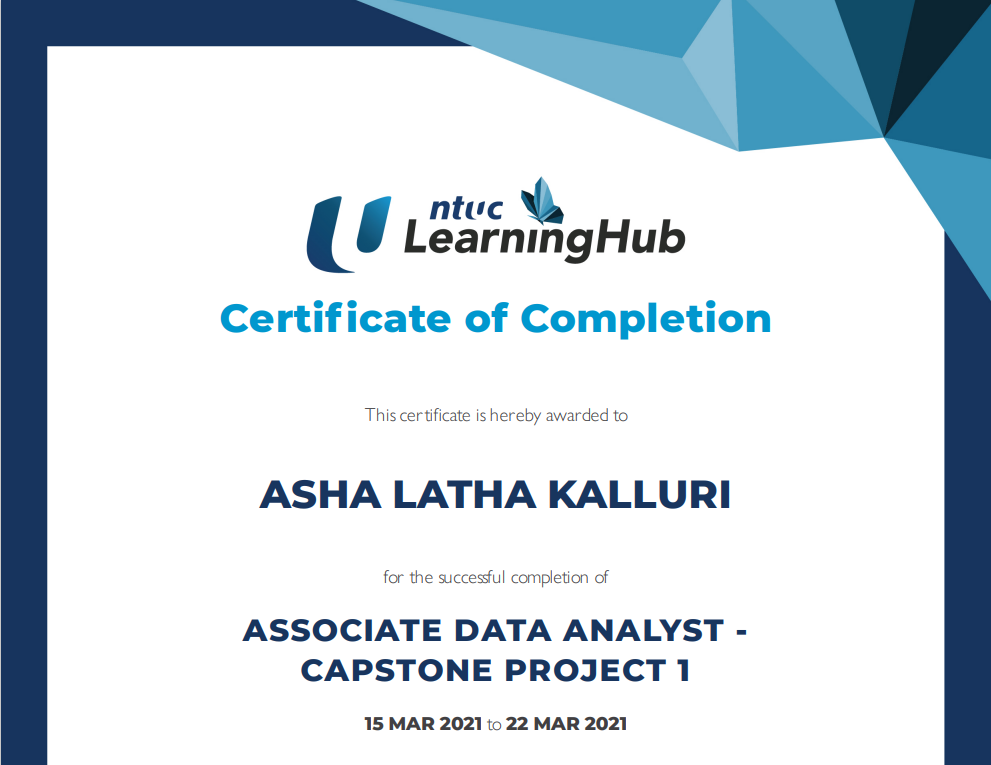 ntuc
LearningHub
Certificate of Completion
This certificate is hereby awarded to
ASHA LATHA KALLURI
for the successful completion of
ASSOCIATE DATA ANALYST -
CAPSTONE PROJECT 1
15 MAR 2021 to 22 MAR 2021